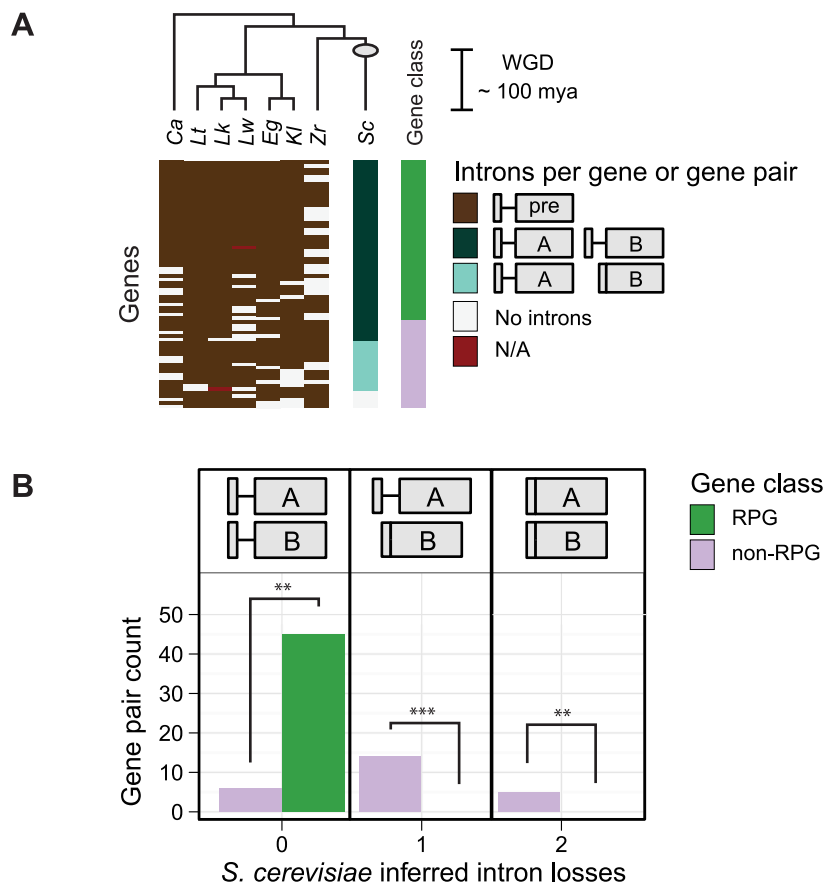 A
WGD
~ 100 mya
Ca
Lt
Lk
Lw
Eg
Kl
Zr
Sc
Gene class
Introns per gene or gene pair
pre
A B
A B
No introns
N/A
Genes
B
A A A
B B B
Gene class
RPG
non-RPG
**
***
**
Gene pair count
50
40
30
20
10
0
0 1 2
S. cerevisiae inferred intron losses